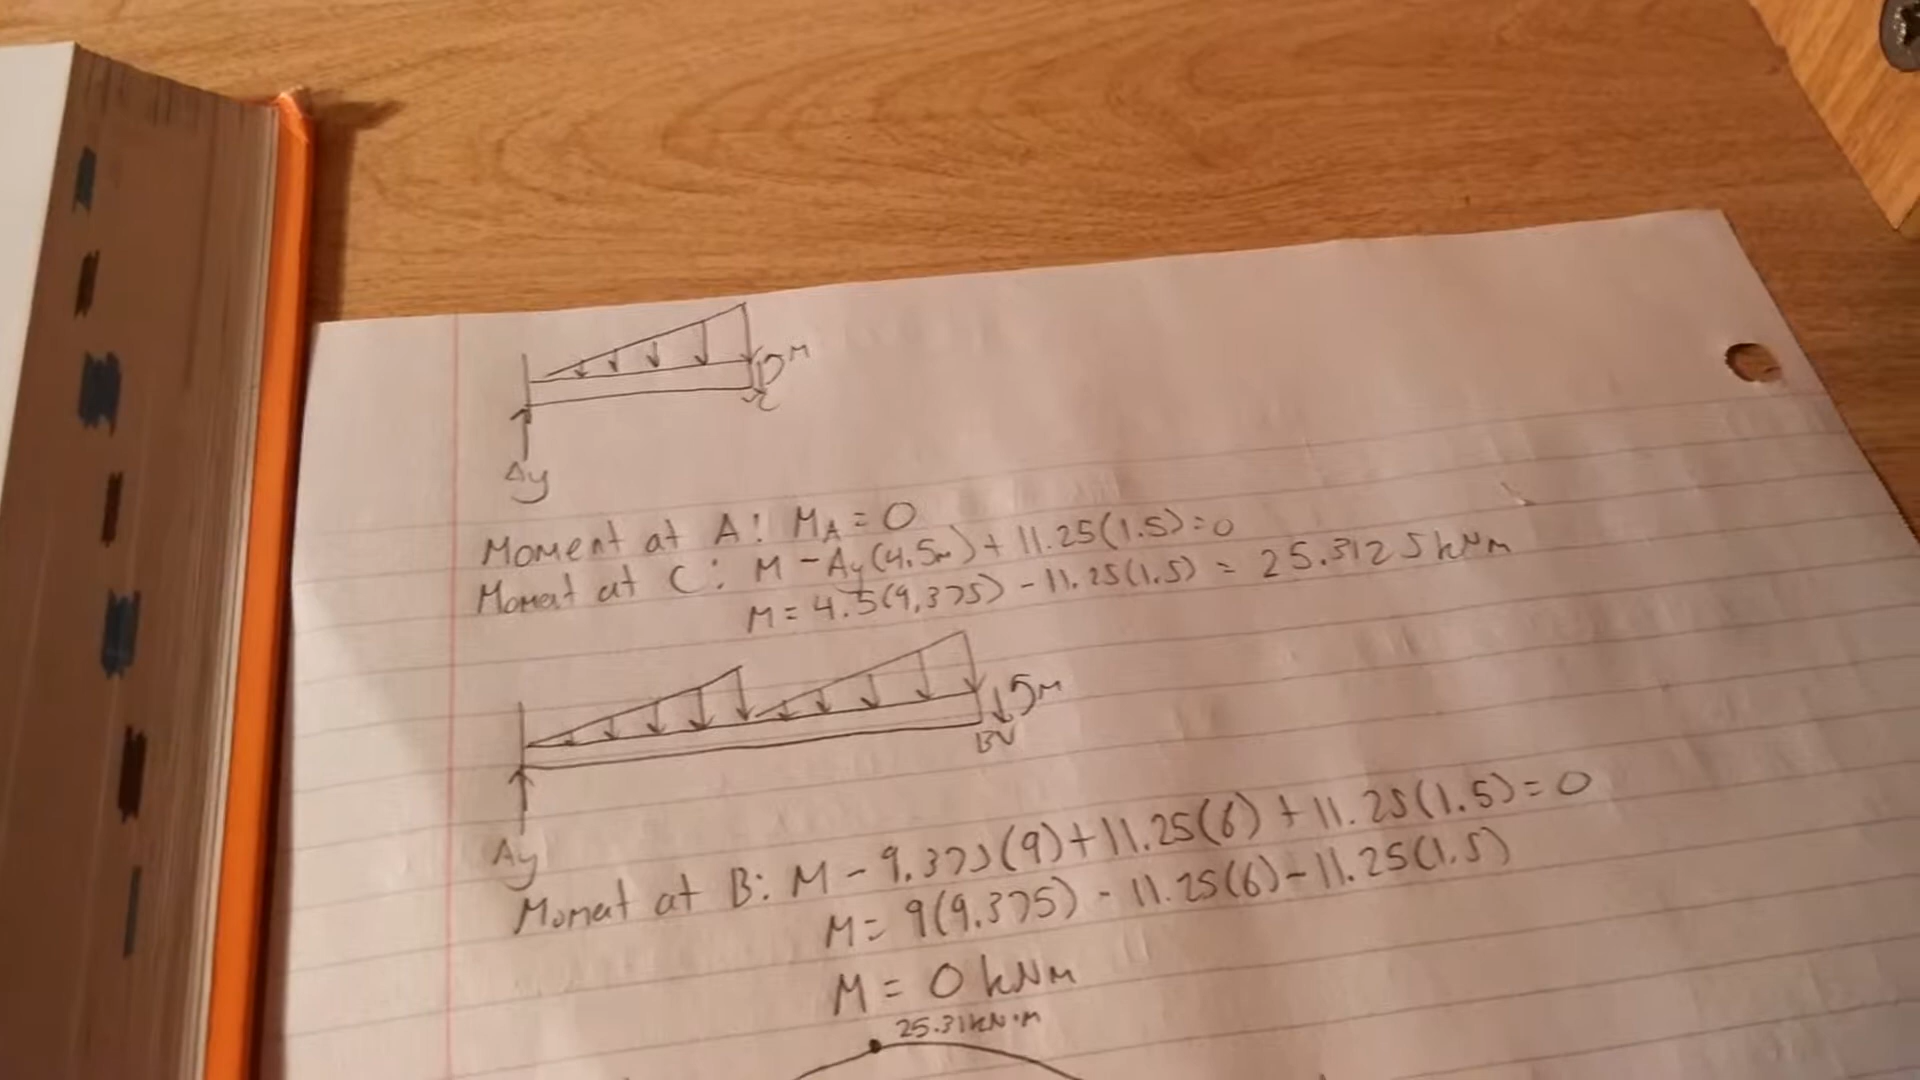 M
Ay
Moment at A: MA = 0
Moment at C: M - Ay(4.5m) + 11.25(1.5) = 0
M = 4.5(9.375) - 11.25(1.5) = 25.3125 kNm
M
BV
Ay
Moment at B: M - 9.375(9) + 11.25(6) + 11.25(1.5) = 0
M = 9(9.375) - 11.25(6) - 11.25(1.5)
M = 0 kNm
25.31kN·m